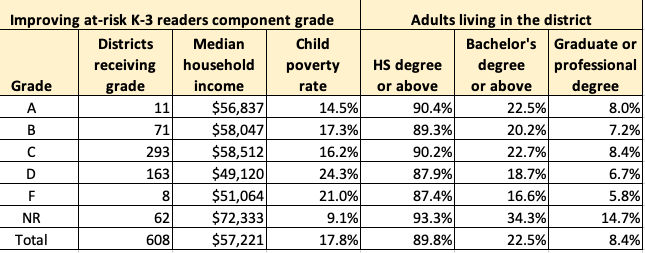 Improving at-risk K-3 readers component grade Adults living in the district
Districts Median Child Bachelor's Graduate or
receiving household poverty HS degree degree professional
Grade grade income rate or above or above degree
A 11 $56,837 14.5% 90.4% 22.5% 8.0%
B 71 $58,047 17.3% 89.3% 20.2% 7.2%
C 293 $58,512 16.2% 90.2% 22.7% 8.4%
D 163 $49,120 24.3% 87.9% 18.7% 6.7%
F 8 $51,064 21.0% 87.4% 16.6% 5.8%
NR 62 $72,333 9.1% 93.3% 34.3% 14.7%
Total 608 $57,221 17.8% 89.8% 22.5% 8.4%